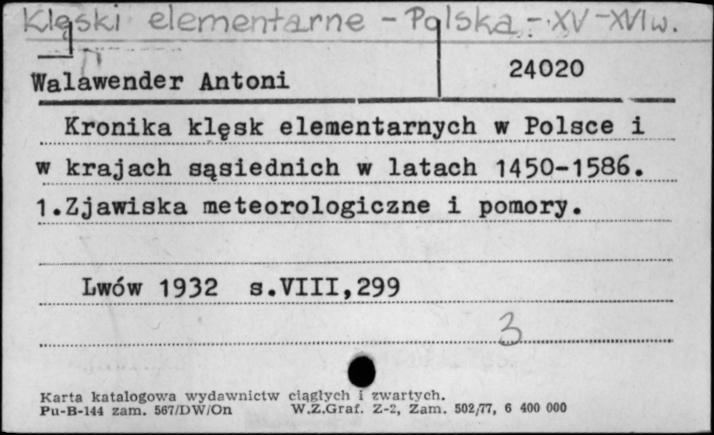 Klęski elementarne - Polska - XV-XVI w.
Walawender Antoni 24020
Kronika klęsk elementarnych w Polsce i
w krajach sąsiednich w latach 1450-1586.
1.Zjawiska meteorologiczne i pomory.
Lwów 1932 s.VIII,299
3
Karta katalogowa wydawnictw ciągłych i zwartych.
Pu-B-144 zam. 567/DW/On W.Z.Graf. Z-2, Zam. 502/77, 6 400 000